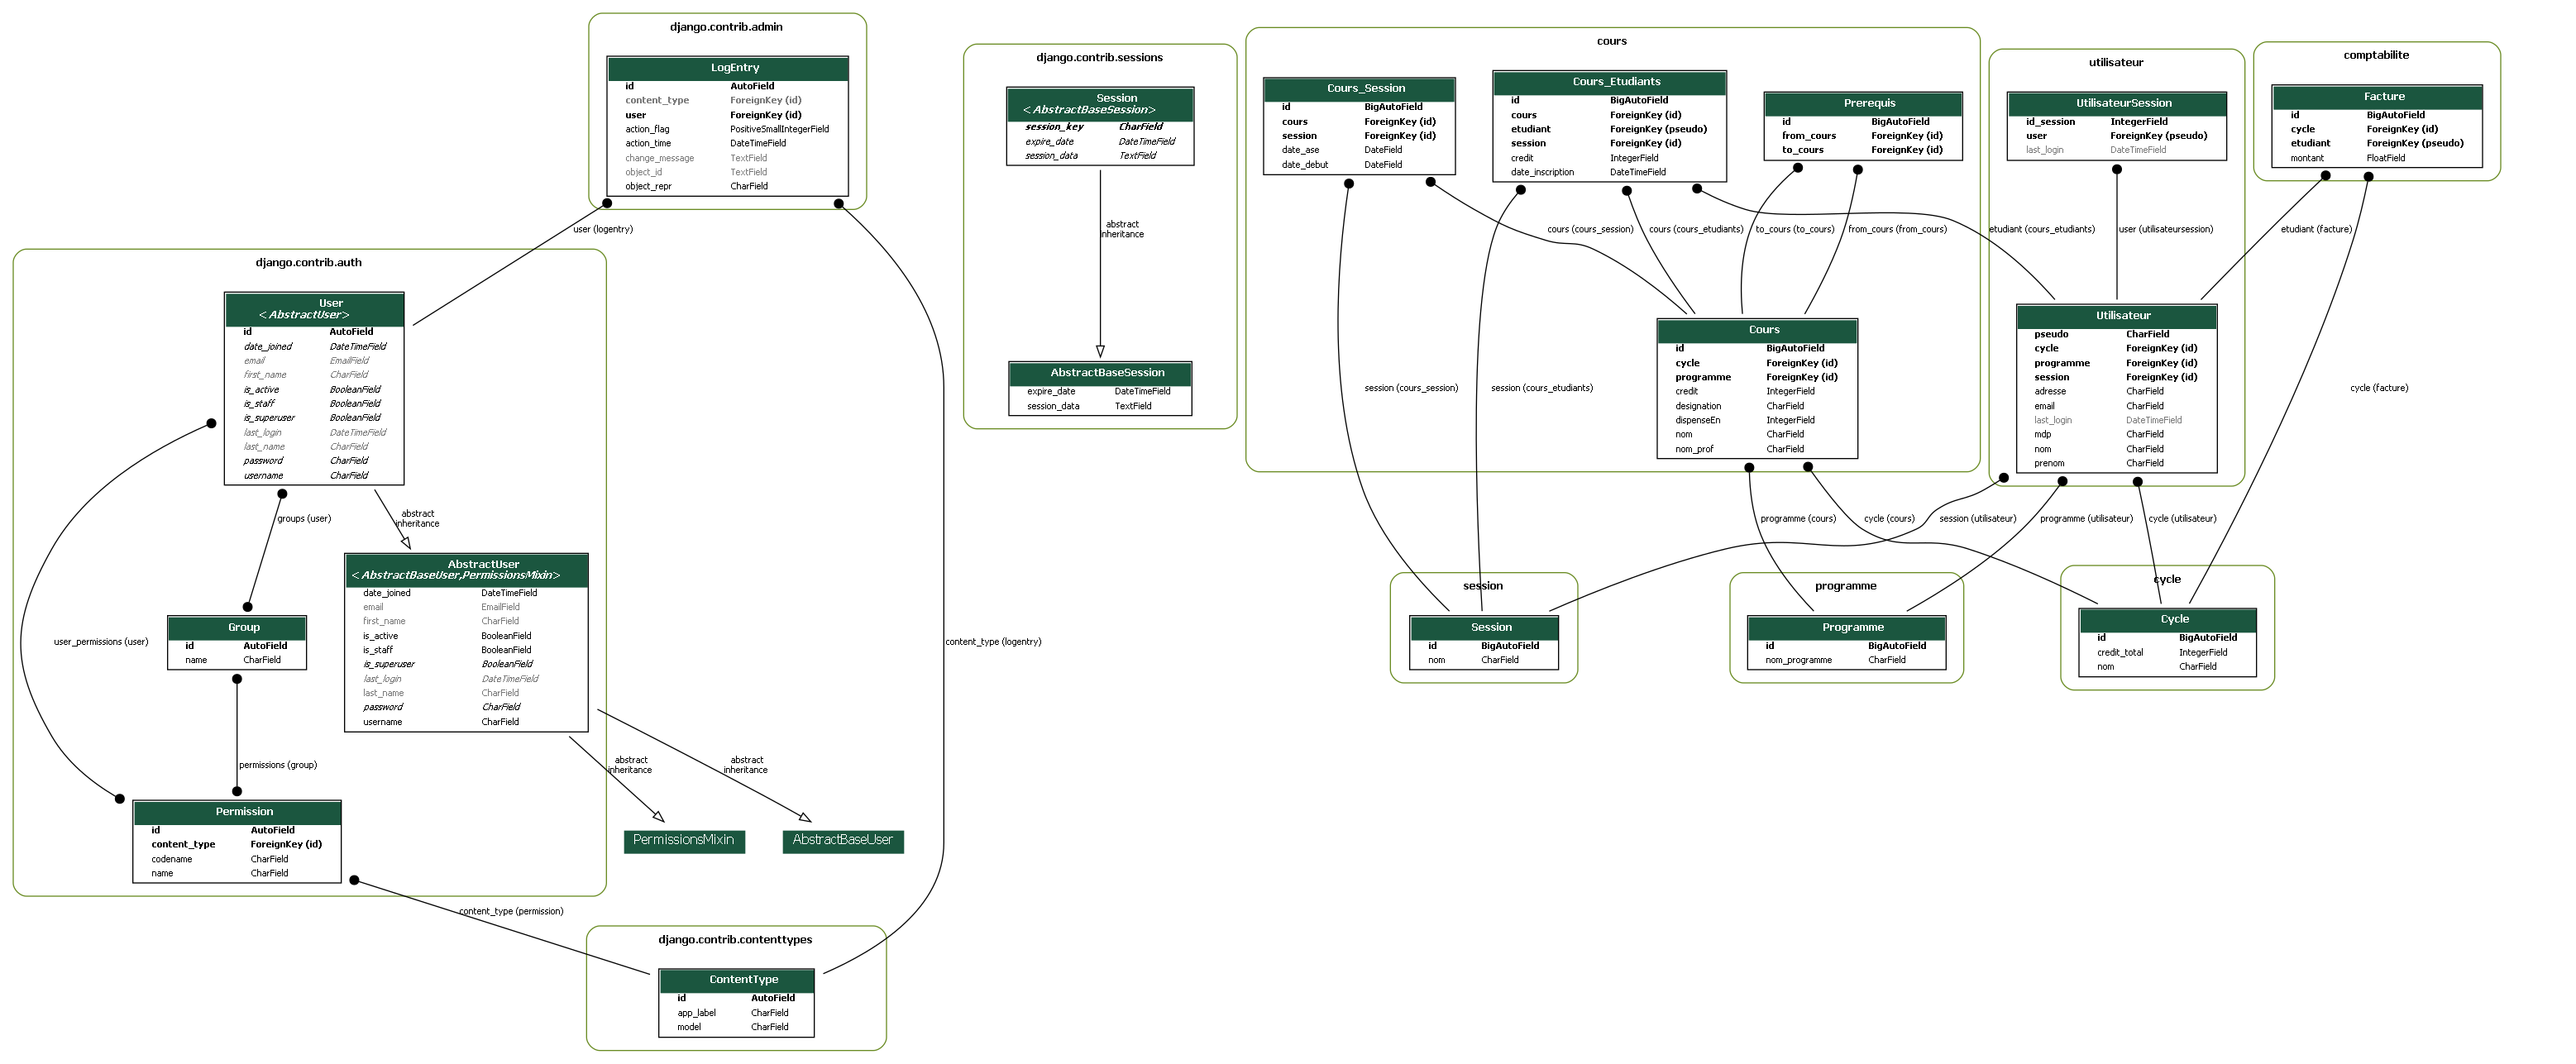 django.contrib.admin
LogEntry
id AutoField
content_type ForeignKey (id)
user ForeignKey (id)
action_flag PositiveSmallIntegerField
action_time DateTimeField
change_message TextField
object_id TextField
object_repr CharField
django.contrib.sessions
Session
<AbstractBaseSession>
session_key CharField
expire_date DateTimeField
session_data TextField
abstract
inheritance
AbstractBaseSession
expire_date DateTimeField
session_data TextField
cours
Cours_Session
id BigAutoField
cours ForeignKey (id)
session ForeignKey (id)
date_ase DateField
date_debut DateField
Cours_Etudiants
id BigAutoField
cours ForeignKey (id)
etudiant ForeignKey (pseudo)
session ForeignKey (id)
credit IntegerField
date_inscription DateTimeField
Prerequis
id BigAutoField
from_cours ForeignKey (id)
to_cours ForeignKey (id)
cours (cours_session)
cours (cours_etudiants)
to_cours (to_cours)
from_cours (from_cours)
session (cours_session)
session (cours_etudiants)
Cours
id BigAutoField
cycle ForeignKey (id)
programme ForeignKey (id)
credit IntegerField
designation CharField
dispenseEn IntegerField
nom CharField
nom_prof CharField
utilisateur
UtilisateurSession
id_session IntegerField
user ForeignKey (pseudo)
last_login DateTimeField
etudiant (cours_etudiants)
user (utilisateursession)
Utilisateur
pseudo CharField
cycle ForeignKey (id)
programme ForeignKey (id)
session ForeignKey (id)
adresse CharField
email CharField
last_login DateTimeField
mdp CharField
nom CharField
prenom CharField
comptabilite
Facture
id BigAutoField
cycle ForeignKey (id)
etudiant ForeignKey (pseudo)
montant FloatField
etudiant (facture)
cycle (facture)
programme (cours)
cycle (cours)
session (utilisateur)
programme (utilisateur)
cycle (utilisateur)
session
Session
id BigAutoField
nom CharField
programme
Programme
id BigAutoField
nom_programme CharField
cycle
Cycle
id BigAutoField
credit_total IntegerField
nom CharField
user (logentry)
django.contrib.auth
User
<AbstractUser>
id AutoField
date_joined DateTimeField
email EmailField
first_name CharField
is_active BooleanField
is_staff BooleanField
is_superuser BooleanField
last_login DateTimeField
last_name CharField
password CharField
username CharField
groups (user)
abstract
inheritance
AbstractUser
<AbstractBaseUser,PermissionsMixin>
date_joined DateTimeField
email EmailField
first_name CharField
is_active BooleanField
is_staff BooleanField
is_superuser BooleanField
last_login DateTimeField
last_name CharField
password CharField
username CharField
user_permissions (user)
Group
id AutoField
name CharField
content_type (logentry)
permissions (group)
abstract
inheritance
abstract
inheritance
Permission
id AutoField
content_type ForeignKey (id)
codename CharField
name CharField
PermissionsMixin
AbstractBaseUser
content_type (permission)
django.contrib.contenttypes
ContentType
id AutoField
app_label CharField
model CharField